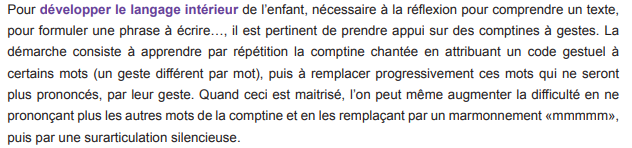 Pour développer le langage intérieur de l'enfant, nécessaire à la réflexion pour comprendre un texte,
pour formuler une phrase à écrire…, il est pertinent de prendre appui sur des comptines à gestes. La
démarche consiste à apprendre par répétition la comptine chantée en attribuant un code gestuel à
certains mots (un geste différent par mot), puis à remplacer progressivement ces mots qui ne seront
plus prononcés, par leur geste. Quand ceci est maitrisé, l'on peut même augmenter la difficulté en ne
prononçant plus les autres mots de la comptine et en les remplaçant par un marmonnement «mmmmm»,
puis par une surarticulation silencieuse.